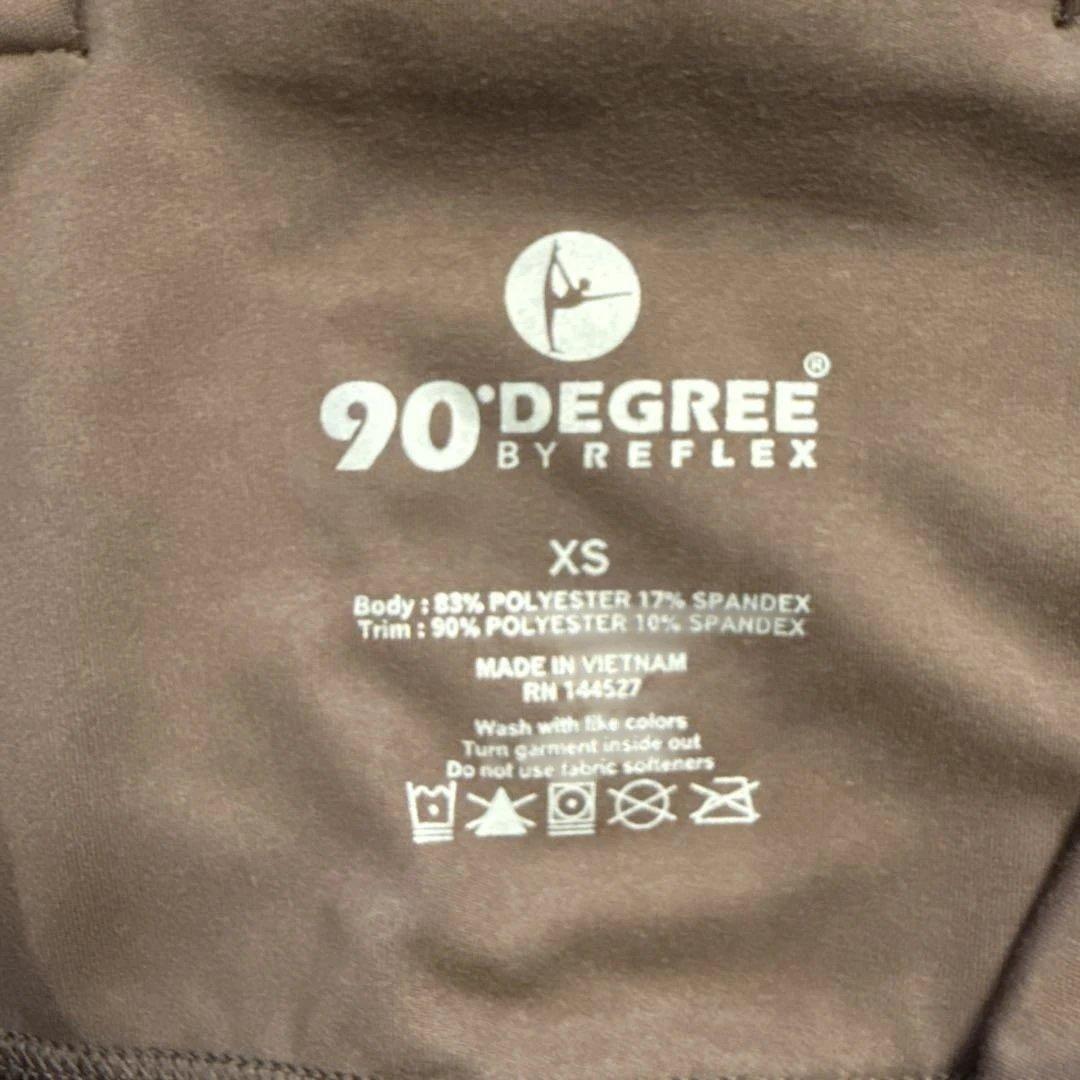 90°DEGREE®
BY REFLEX
XS
Body : 83% POLYESTER 17% SPANDEX
Trim : 90% POLYESTER 10% SPANDEX
MADE IN VIETNAM
RN 144527
Wash with like colors
Turn garment inside out
Do not use fabric softeners